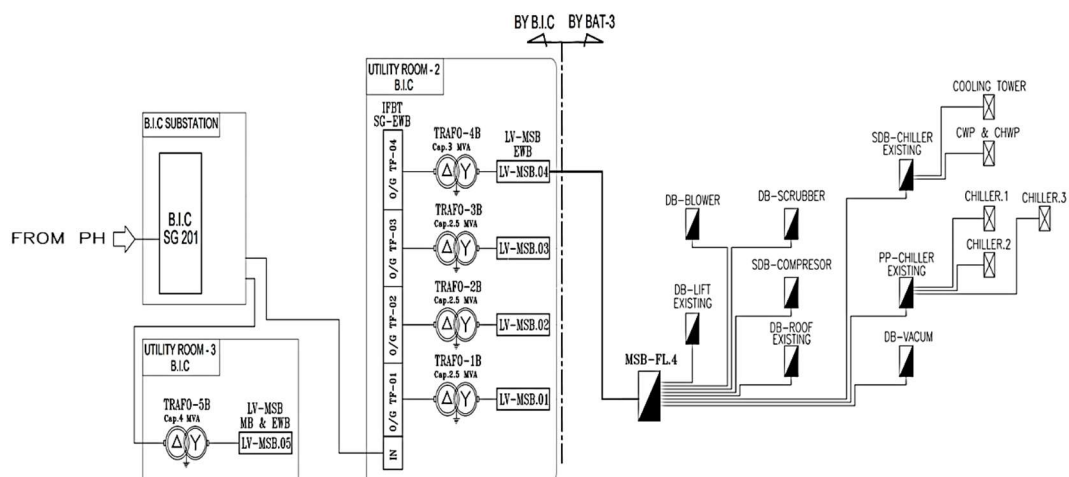 BY B.I.C
BY BAT-3
B.I.C SUBSTATION
B.I.C
SG 201
FROM PH
UTILITY ROOM - 3
B.I.C
TRAFO-5B
Cap.4 MVA
LV-MSB
MB & EWB
LV-MSB.05
UTILITY ROOM - 2
B.I.C
IFBT
SG-EWB
O/G TF-04
O/G TF-03
O/G TF-02
O/G TF-01
IN
TRAFO-4B
Cap.3 MVA
LV-MSB
EWB
LV-MSB.04
TRAFO-3B
Cap.2.5 MVA
LV-MSB.03
TRAFO-2B
Cap.2.5 MVA
LV-MSB.02
TRAFO-1B
Cap.2.5 MVA
LV-MSB.01
MSB-FL.4
DB-BLOWER
DB-LIFT
EXISTING
DB-SCRUBBER
SDB-COMPRESOR
DB-ROOF
EXISTING
SDB-CHILLER
EXISTING
PP-CHILLER
EXISTING
DB-VACUM
COOLING TOWER
CWP & CHWP
CHILLER.1
CHILLER.2
CHILLER.3